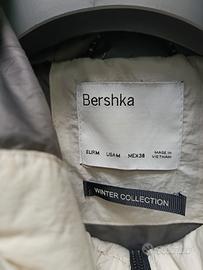 Bershka
EUR M USA M MEX 38 MADE IN
VIETNAM
WINTER COLLECTION